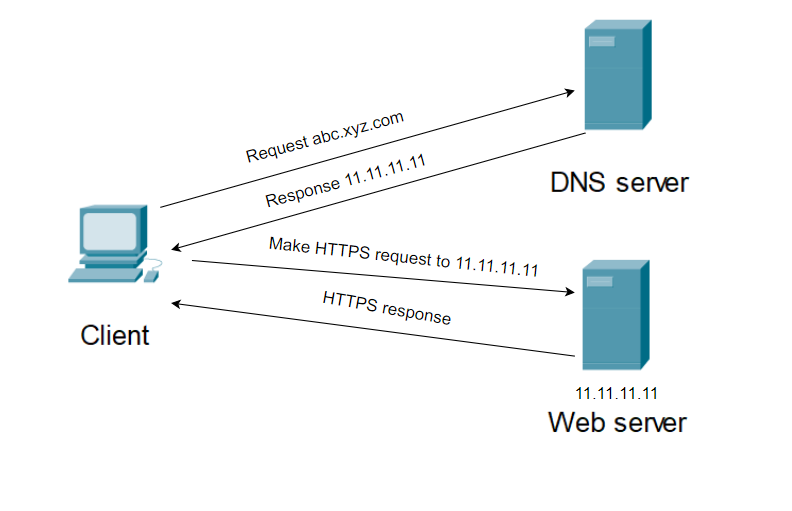 Request abc.xyz.com
Response 11.11.11.11
DNS server
Make HTTPS request to 11.11.11.11
HTTPS response
Client
11.11.11.11
Web server